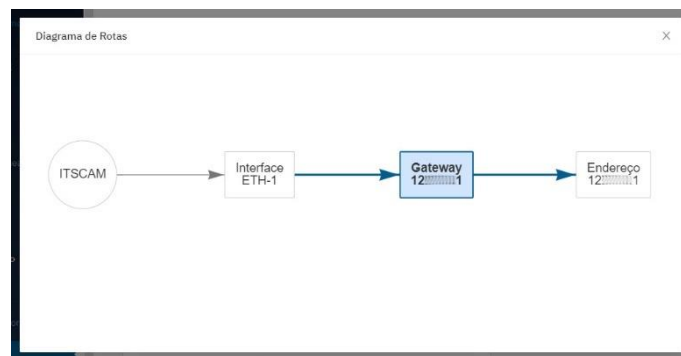 Diagrama de Rotas
X
ITSCAM
Interface
ETH-1
Gateway
Endereço